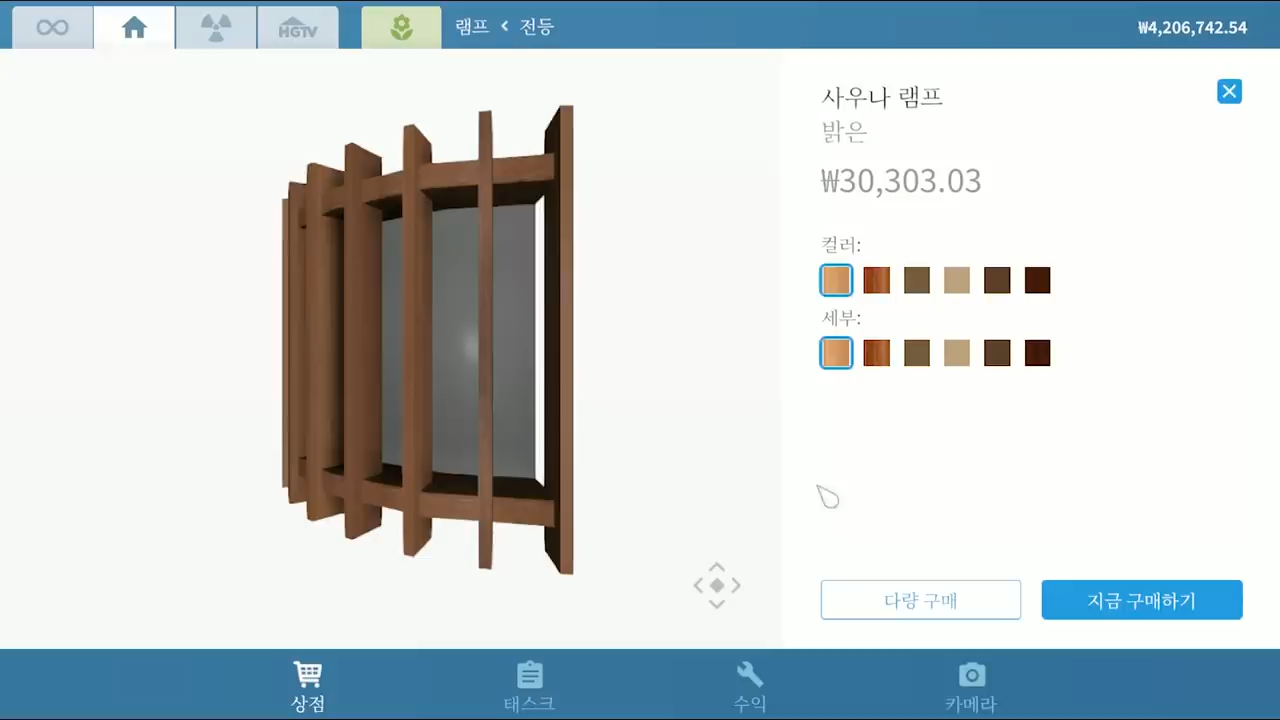 HGTV
램프 < 전등
₩4,206,742.54
사우나 램프
밝은
₩30,303.03
컬러:
세부:
다량 구매
지금 구매하기
상점
태스크
수익
카메라